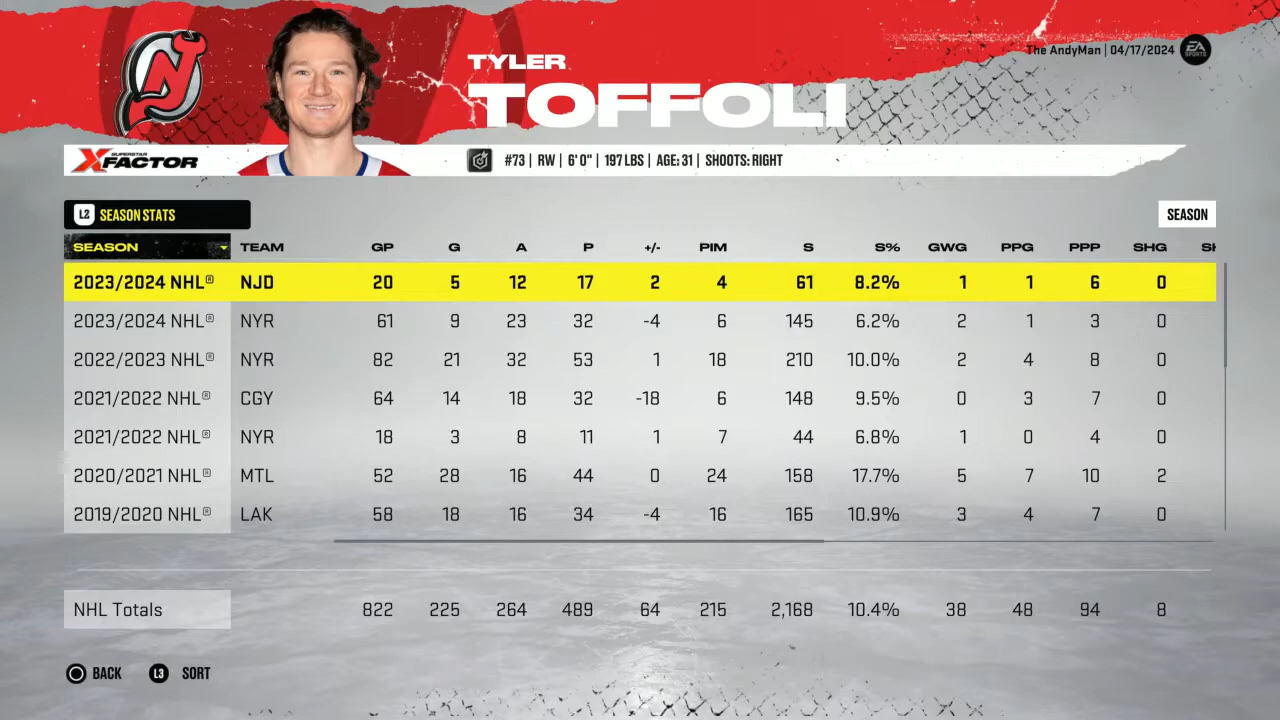 TYLER
The AndyMan | 04/17/2024
EA SPORTS
TOFFOLI
SUPERSTAR
X FACTOR
#73 | RW | 6' 0" | 197 LBS | AGE: 31 | SHOOTS: RIGHT
L2 SEASON STATS
SEASON
SEASON TEAM GP G A P +/- PIM S S% GWG PPG PPP SHG
2023/2024 NHL® NJD 20 5 12 17 2 4 61 8.2% 1 1 6 0
2023/2024 NHL® NYR 61 9 23 32 -4 6 145 6.2% 2 1 3 0
2022/2023 NHL® NYR 82 21 32 53 1 18 210 10.0% 2 4 8 0
2021/2022 NHL® CGY 64 14 18 32 -18 6 148 9.5% 0 3 7 0
2021/2022 NHL® NYR 18 3 8 11 1 7 44 6.8% 1 0 4 0
2020/2021 NHL® MTL 52 28 16 44 0 24 158 17.7% 5 7 10 2
2019/2020 NHL® LAK 58 18 16 34 -4 16 165 10.9% 3 4 7 0
NHL Totals 822 225 264 489 64 215 2,168 10.4% 38 48 94 8
BACK L3 SORT